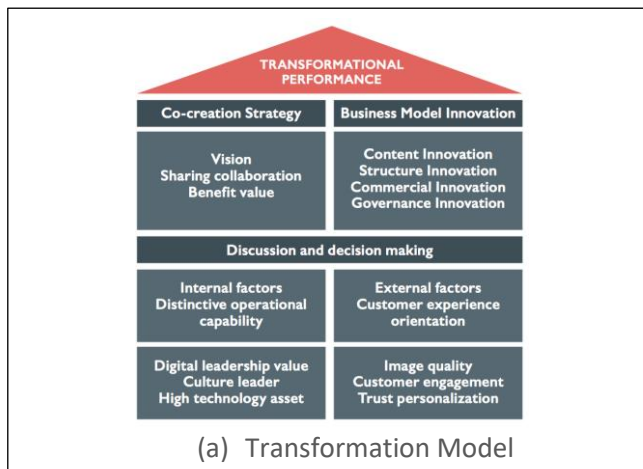 TRANSFORMATIONAL
PERFORMANCE
Co-creation Strategy
Business Model Innovation
Vision
Sharing collaboration
Benefit value
Content Innovation
Structure Innovation
Commercial Innovation
Governance Innovation
Discussion and decision making
Internal factors
Distinctive operational
capability
External factors
Customer experience
orientation
Digital leadership value
Culture leader
High technology asset
Image quality
Customer engagement
Trust personalization
(a) Transformation Model